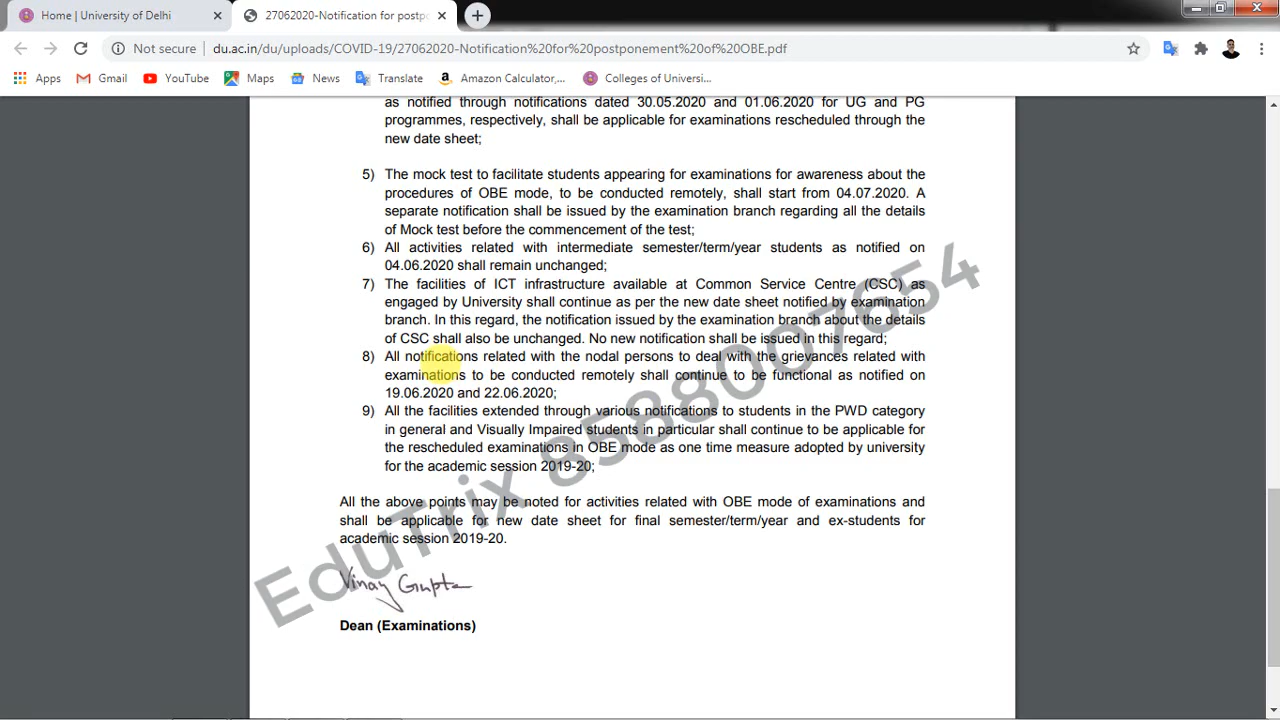 Home | University of Delhi
27062020-Notification for postpo
Not secure
du.ac.in/du/uploads/COVID-19/27062020-Notification%20for%20postponement%20of%20OBE.pdf
Apps Gmail YouTube Maps News Translate Amazon Calculator,... Colleges of Universi...
as notified through notifications dated 30.05.2020 and 01.06.2020 for UG and PG
programmes, respectively, shall be applicable for examinations rescheduled through the
new date sheet;
5) The mock test to facilitate students appearing for examinations for awareness about the
procedures of OBE mode, to be conducted remotely, shall start from 04.07.2020. A
separate notification shall be issued by the examination branch regarding all the details
of Mock test before the commencement of the test;
6) All activities related with intermediate semester/term/year students as notified on
04.06.2020 shall remain unchanged;
7) The facilities of ICT infrastructure available at Common Service Centre (CSC) as
engaged by University shall continue as per the new date sheet notified by examination
branch. In this regard, the notification issued by the examination branch about the details
of CSC shall also be unchanged. No new notification shall be issued in this regard;
8) All notifications related with the nodal persons to deal with the grievances related with
examinations to be conducted remotely shall continue to be functional as notified on
19.06.2020 and 22.06.2020;
9) All the facilities extended through various notifications to students in the PWD category
in general and Visually Impaired students in particular shall continue to be applicable for
the rescheduled examinations in OBE mode as one time measure adopted by university
for the academic session 2019-20;
All the above points may be noted for activities related with OBE mode of examinations and
shall be applicable for new date sheet for final semester/term/year and ex-students for
academic session 2019-20.
Vinay Gupta
Dean (Examinations)
EduTrix 8588007654